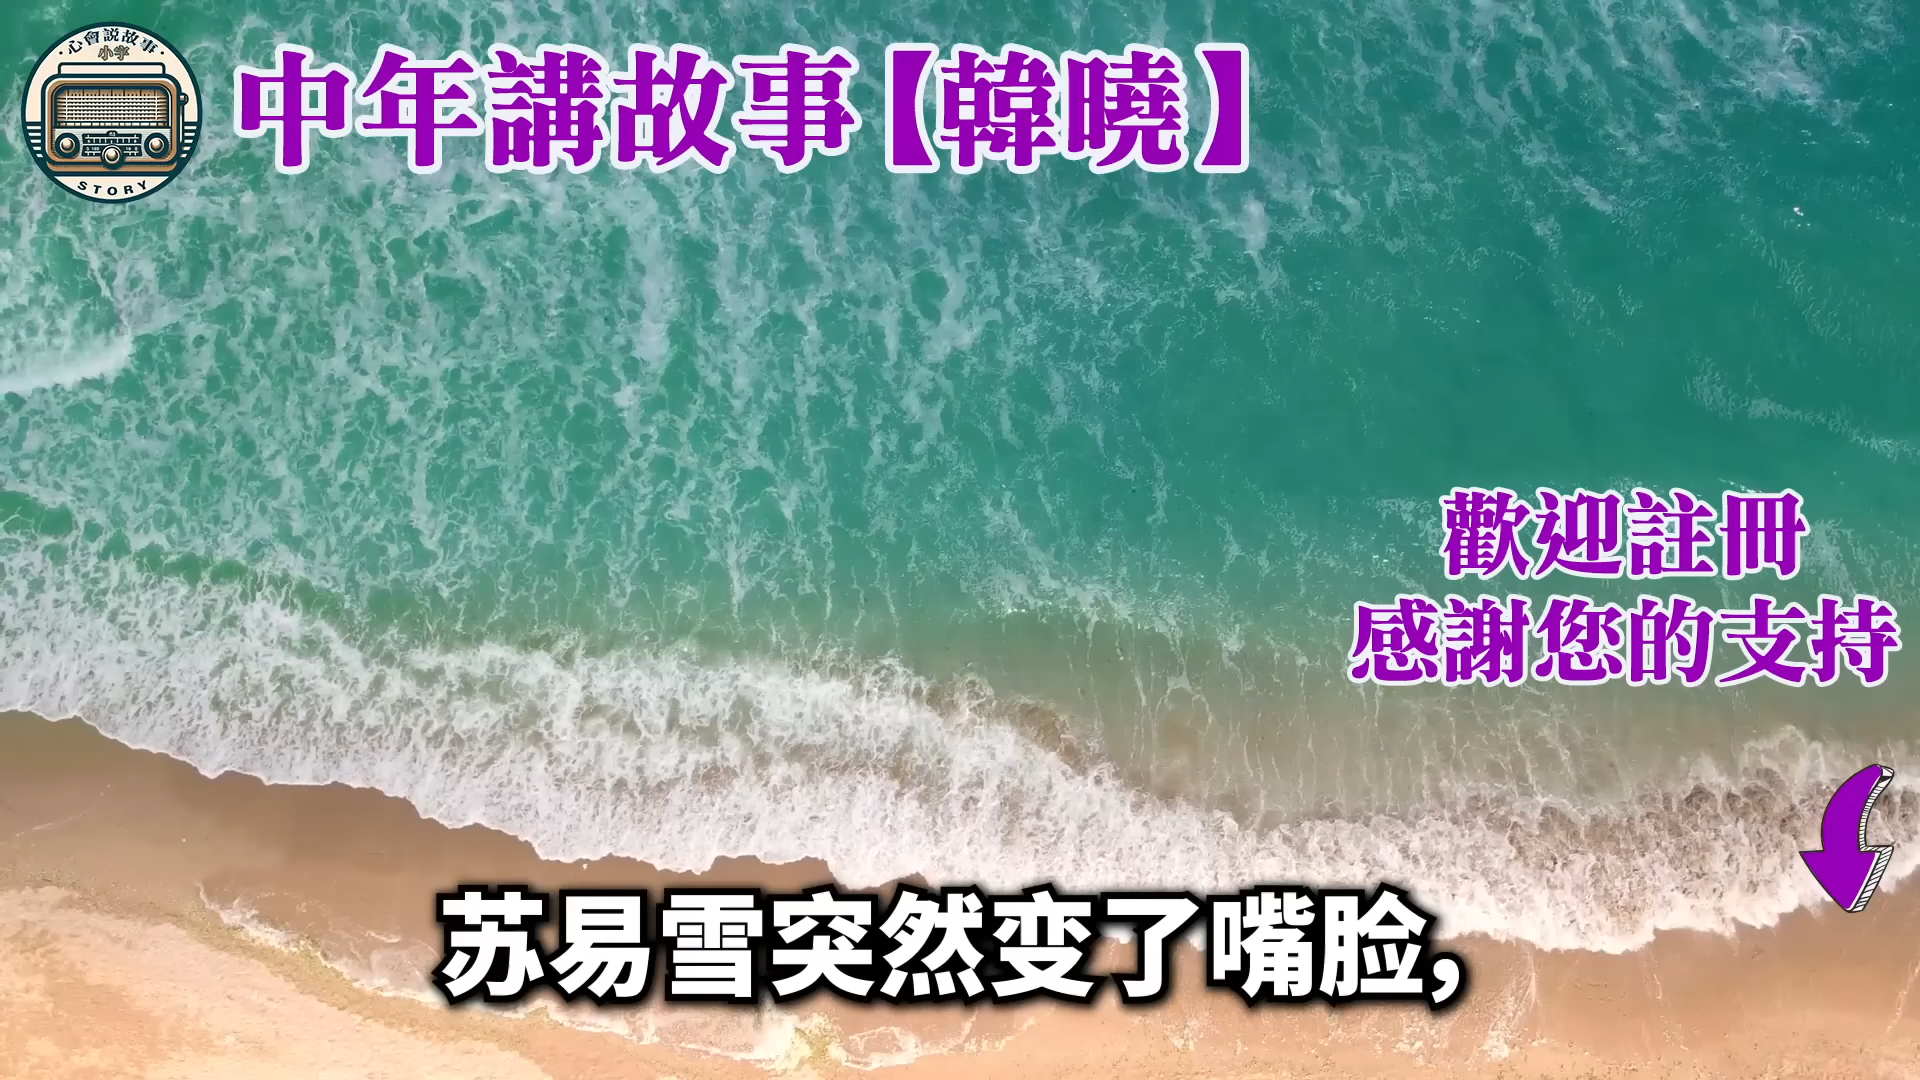 ·心會説故事·
小宇
STORY
中年講故事【韓曉】
歡迎註冊
感謝您的支持
苏易雪突然变了嘴脸,